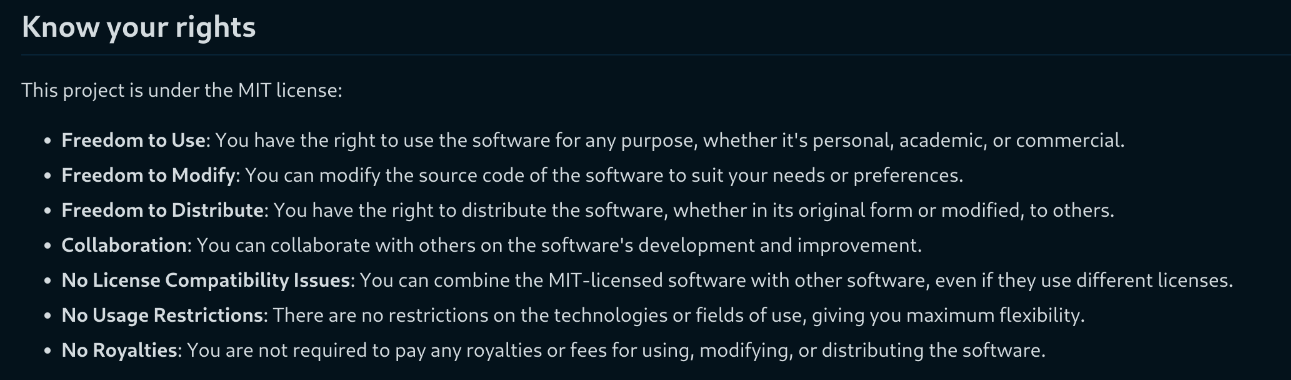 Know your rights
This project is under the MIT license:
• Freedom to Use: You have the right to use the software for any purpose, whether it's personal, academic, or commercial.
• Freedom to Modify: You can modify the source code of the software to suit your needs or preferences.
• Freedom to Distribute: You have the right to distribute the software, whether in its original form or modified, to others.
• Collaboration: You can collaborate with others on the software's development and improvement.
• No License Compatibility Issues: You can combine the MIT-licensed software with other software, even if they use different licenses.
• No Usage Restrictions: There are no restrictions on the technologies or fields of use, giving you maximum flexibility.
• No Royalties: You are not required to pay any royalties or fees for using, modifying, or distributing the software.